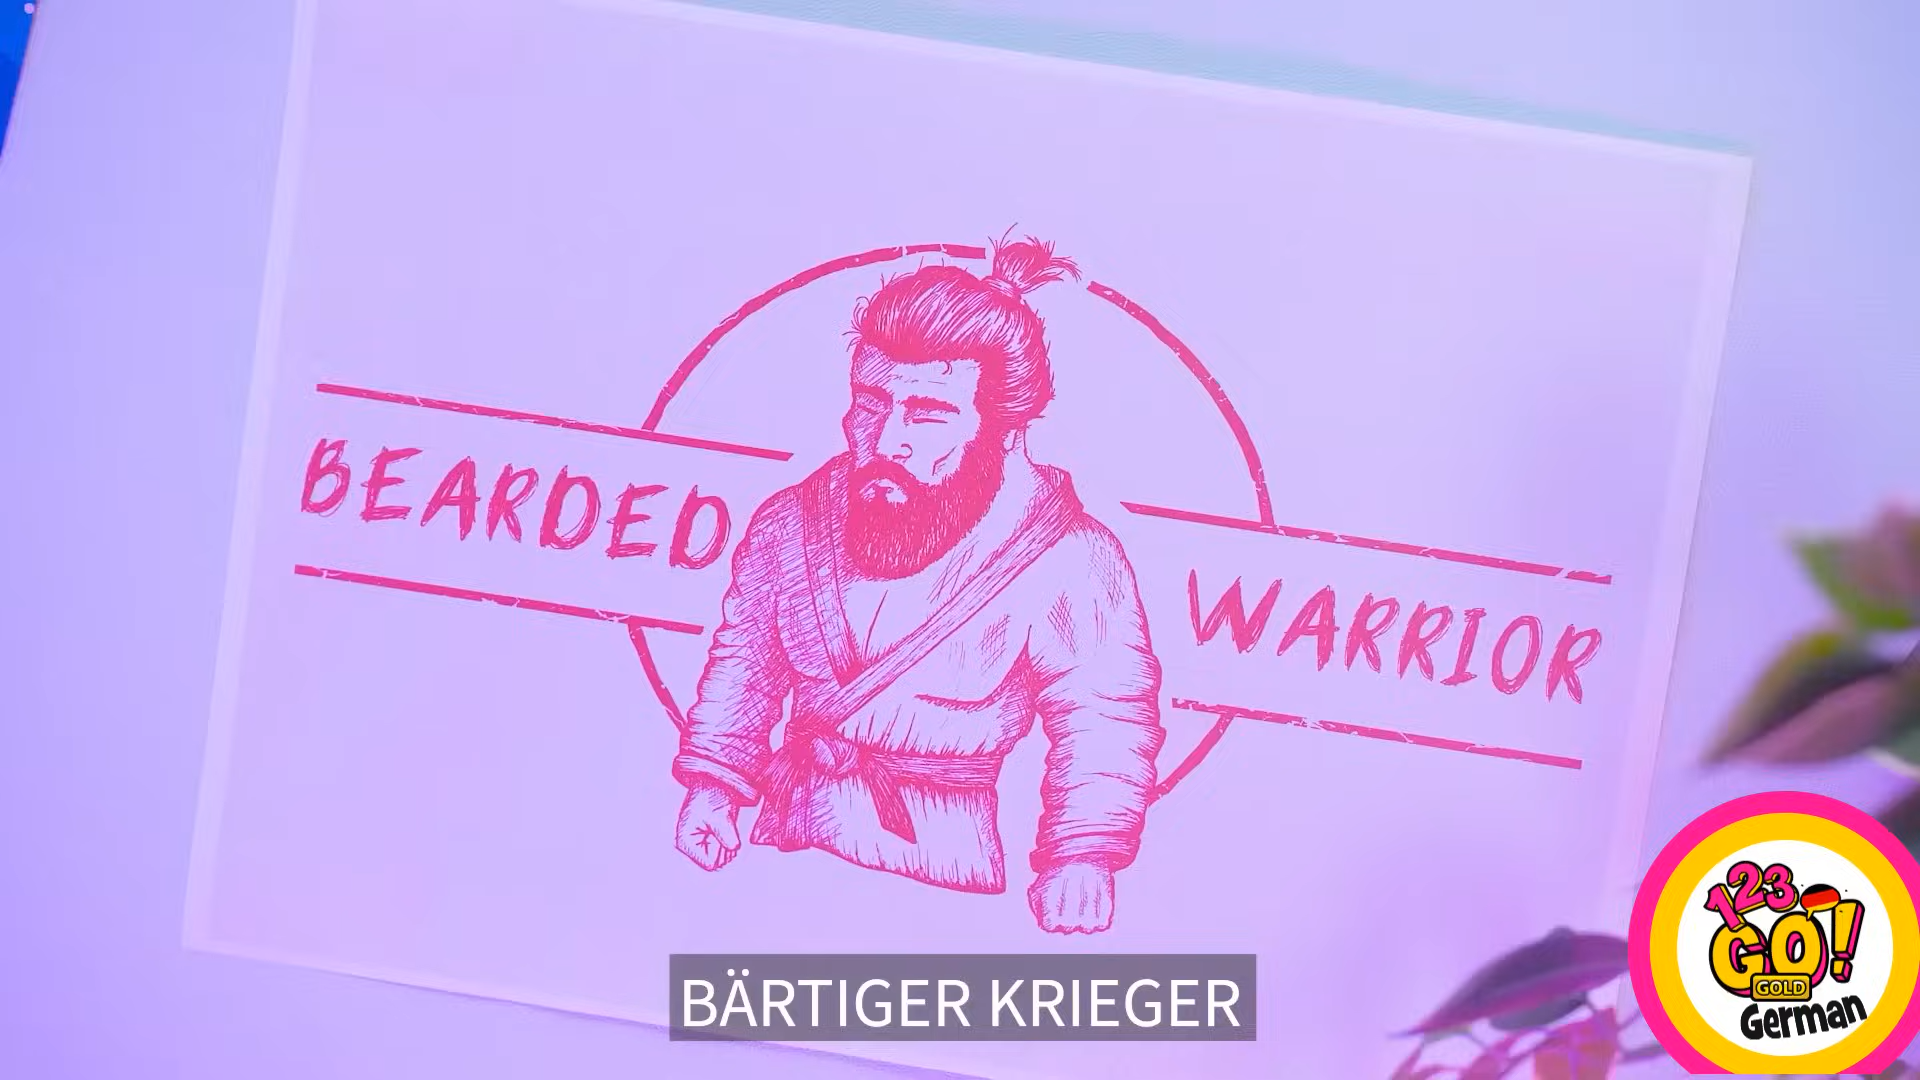 BEARDED
WARRIOR
BÄRTIGER KRIEGER
123
GO!
GOLD
German